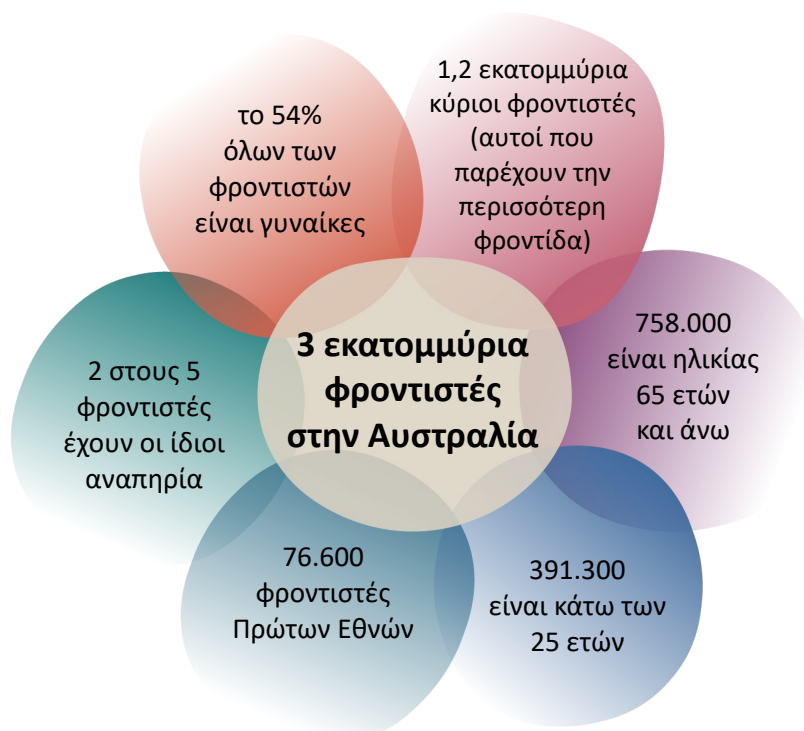 3 εκατομμύρια
φροντιστές
στην Αυστραλία
1,2 εκατομμύρια
κύριοι φροντιστές
(αυτοί που
παρέχουν την
περισσότερη
φροντίδα)
758.000
είναι ηλικίας
65 ετών
και άνω
391.300
είναι κάτω των
25 ετών
76.600
φροντιστές
Πρώτων Εθνών
2 στους 5
φροντιστές
έχουν οι ίδιοι
αναπηρία
το 54%
όλων των
φροντιστών
είναι γυναίκες